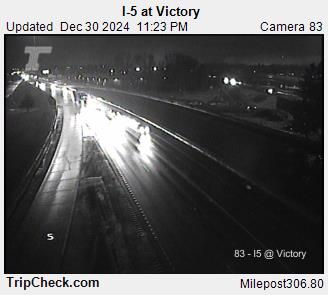 I-5 at Victory
Updated Dec 30 2024 11:23 PM Camera 83
T
S
83 - I5 @ Victory
TripCheck.com Milepost306.80